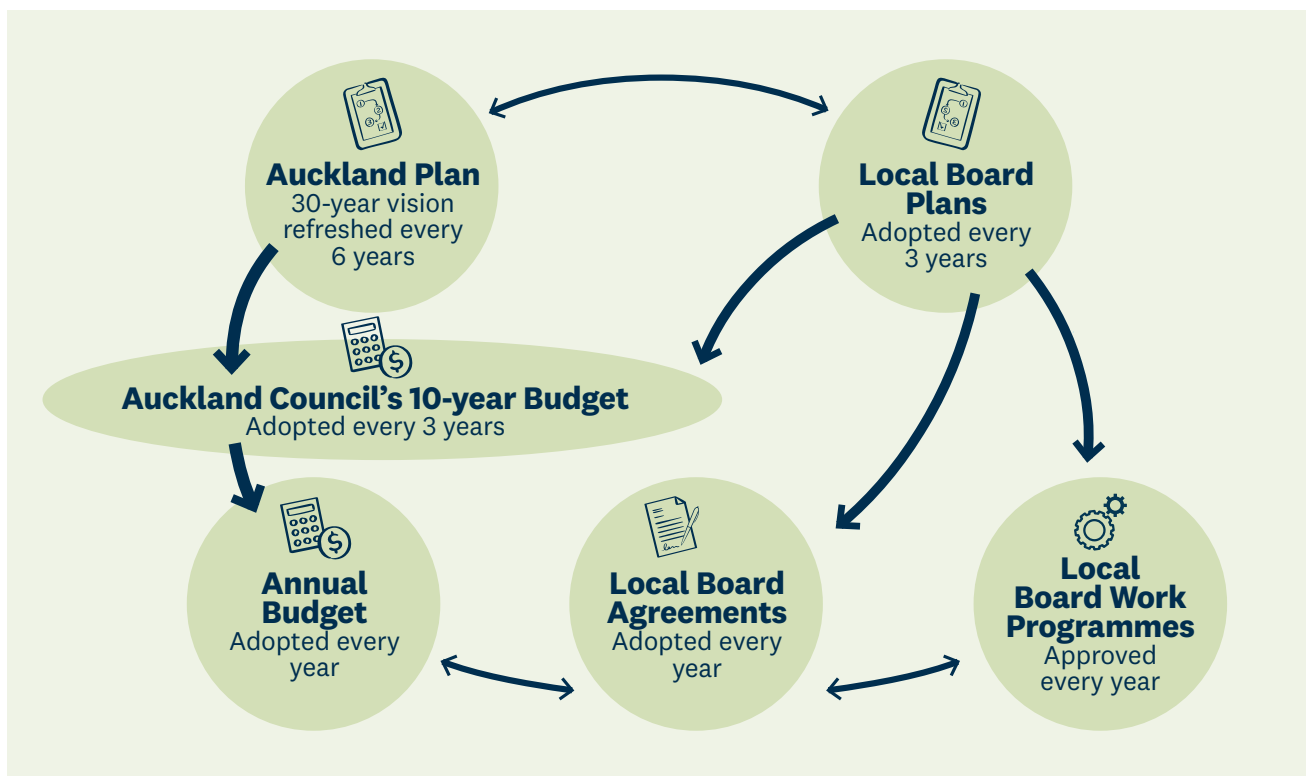 Auckland Plan
30-year vision
refreshed every
6 years
Local Board
Plans
Adopted every
3 years
Auckland Council’s 10-year Budget
Adopted every 3 years
Annual
Budget
Adopted every
year
Local Board
Agreements
Adopted every
year
Local
Board Work
Programmes
Approved
every year